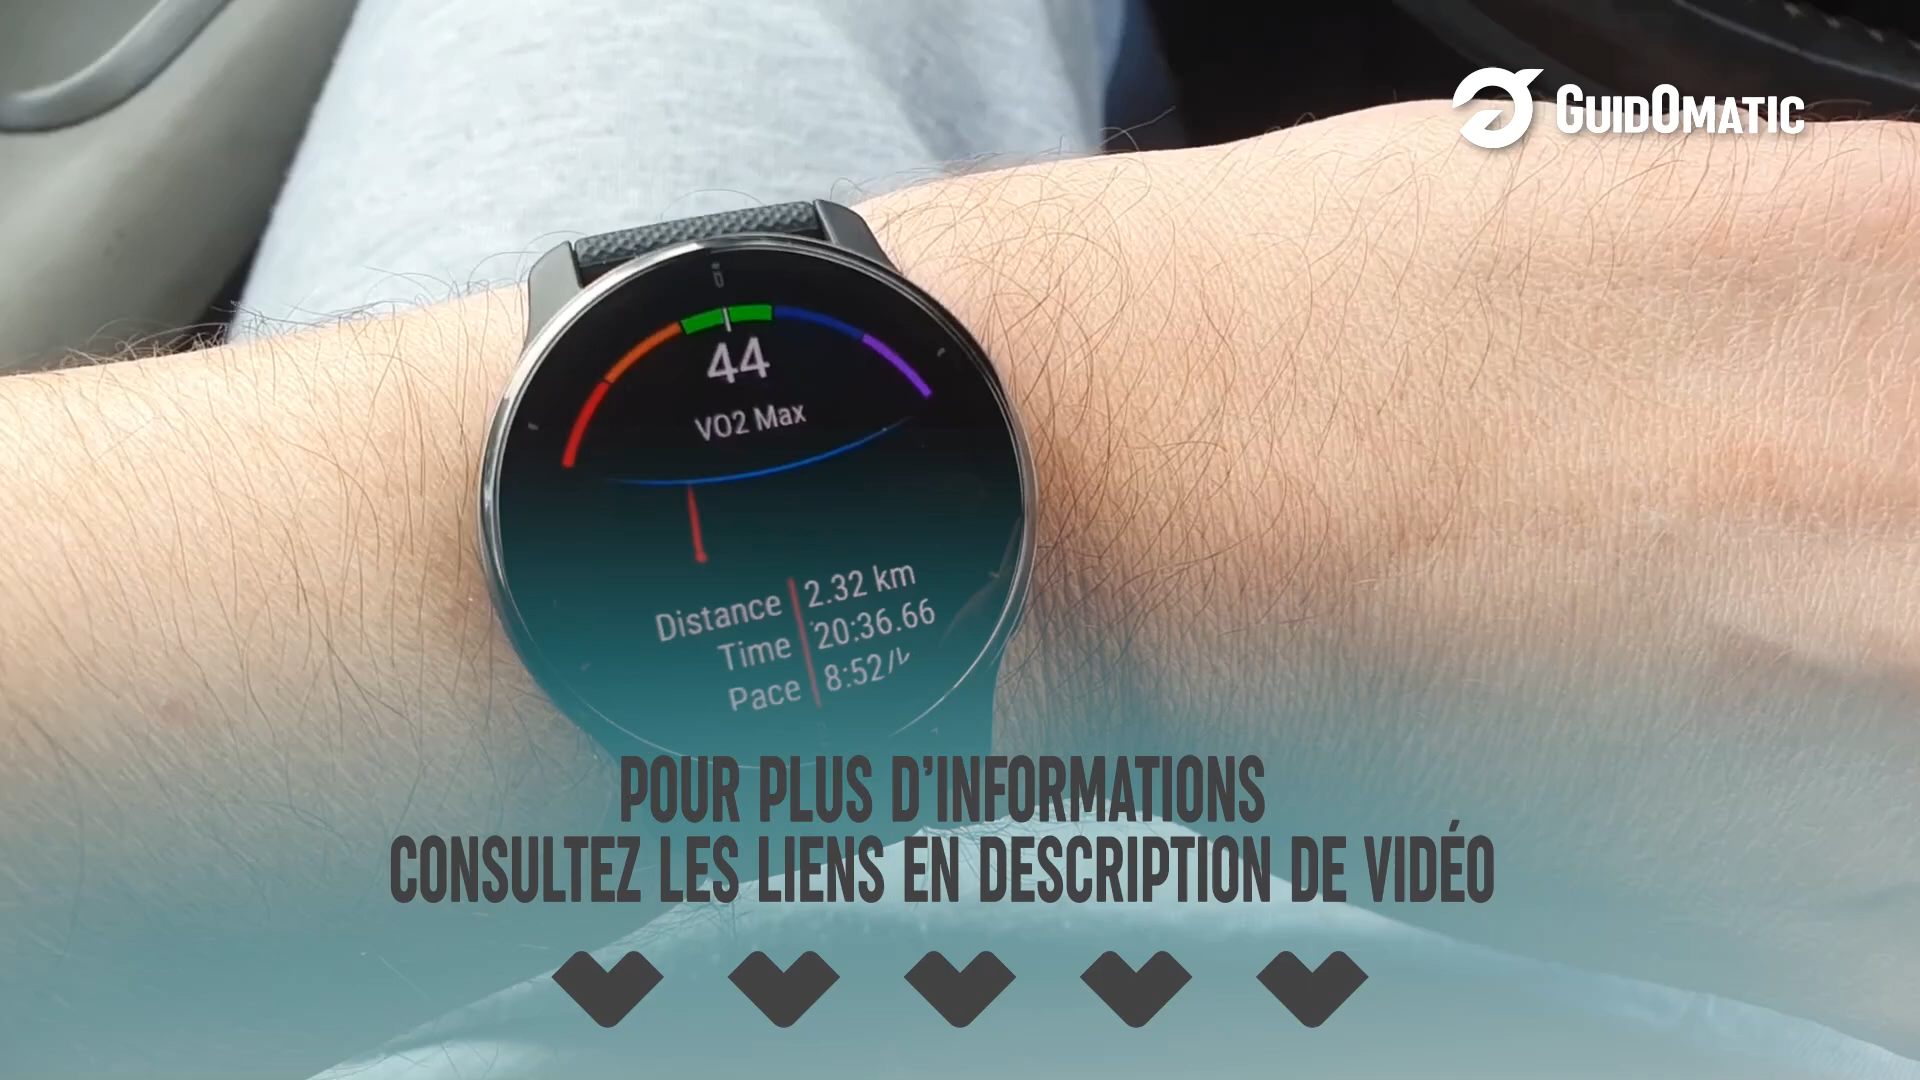 GUIDOMATIC
44
VO2 Max
Distance 2.32 km
Time 20:36.66
Pace 8:52/
POUR PLUS D'INFORMATIONS
CONSULTEZ LES LIENS EN DESCRIPTION DE VIDÉO